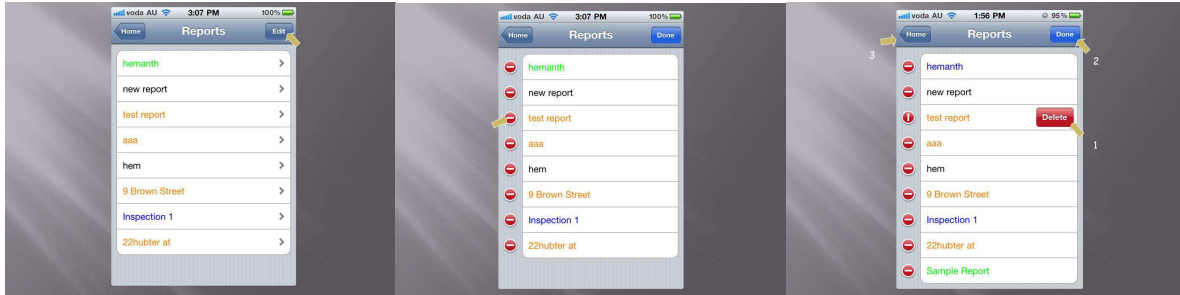 voda AU 3:07 PM 100%
Home Reports Edit
hemanth
new report
test report
aaa
hem
9 Brown Street
Inspection 1
22hubter at
voda AU 3:07 PM 100%
Home Reports Done
hemanth
new report
test report
aaa
hem
9 Brown Street
Inspection 1
22hubter at
voda AU 1:56 PM 95%
Home Reports Done
3
2
hemanth
new report
test report Delete
1
aaa
hem
9 Brown Street
Inspection 1
22hubter at
Sample Report